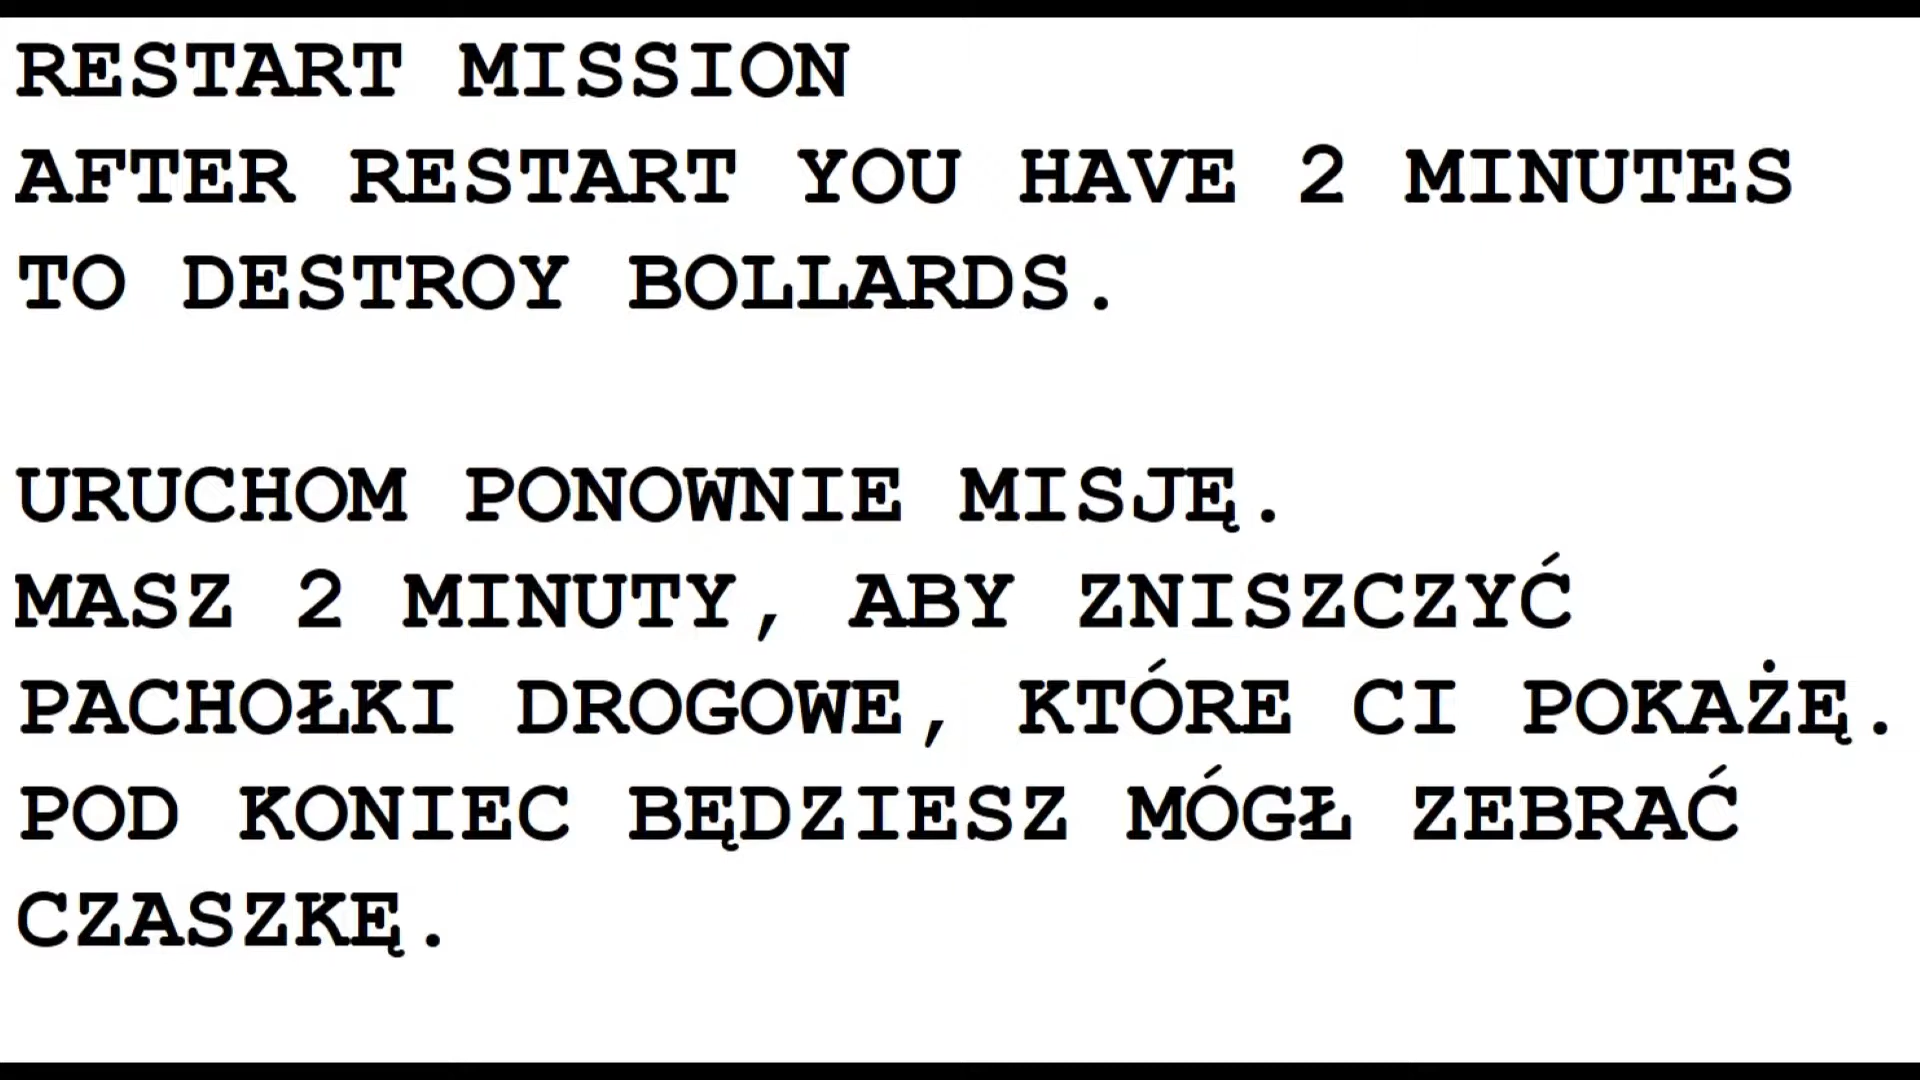 RESTART MISSION
AFTER RESTART YOU HAVE 2 MINUTES
TO DESTROY BOLLARDS.
URUCHOM PONOWNIE MISJĘ.
MASZ 2 MINUTY, ABY ZNISZCZYĆ
PACHOŁKI DROGOWE, KTÓRE CI POKAŻĘ.
POD KONIEC BĘDZIESZ MÓGŁ ZEBRAĆ
CZASZKĘ.